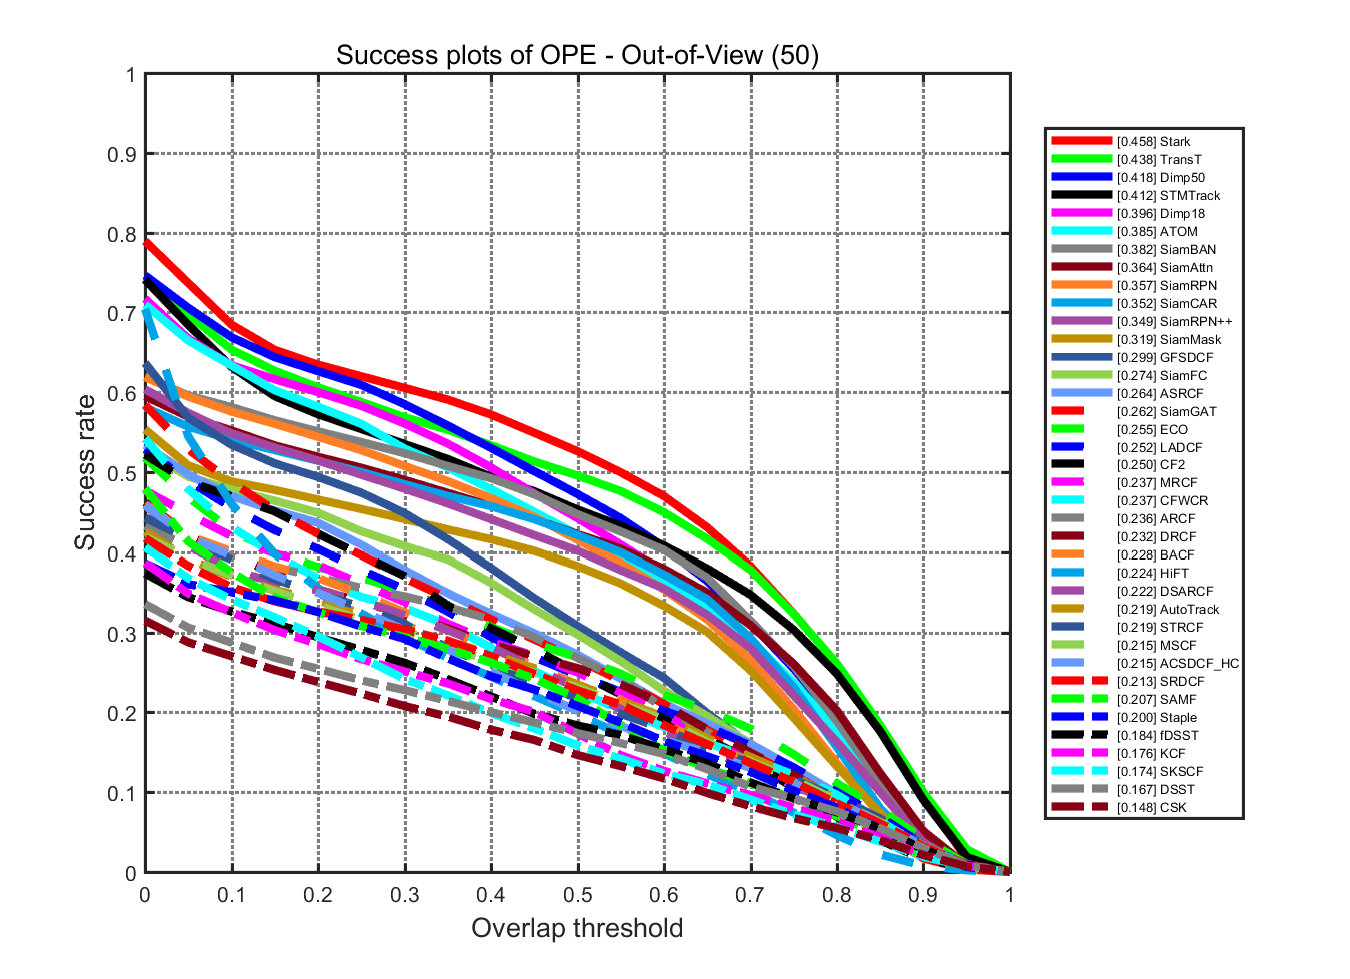 Success plots of OPE - Out-of-View (50)
1
0.9
0.8
0.7
0.6
0.5
0.4
0.3
0.2
0.1
0
Success rate
0 0.1 0.2 0.3 0.4 0.5 0.6 0.7 0.8 0.9 1
Overlap threshold
[0.458] Stark
[0.438] TransT
[0.418] Dimp50
[0.412] STMTrack
[0.396] Dimp18
[0.385] ATOM
[0.382] SiamBAN
[0.364] SiamAttn
[0.357] SiamRPN
[0.352] SiamCAR
[0.349] SiamRPN++
[0.319] SiamMask
[0.299] GFSDCF
[0.274] SiamFC
[0.264] ASRCF
[0.262] SiamGAT
[0.255] ECO
[0.252] LADCF
[0.250] CF2
[0.237] MRCF
[0.237] CFWCR
[0.236] ARCF
[0.232] DRCF
[0.228] BACF
[0.224] HiFT
[0.222] DSARCF
[0.219] AutoTrack
[0.219] STRCF
[0.215] MSCF
[0.215] ACSDCF_HC
[0.213] SRDCF
[0.207] SAMF
[0.200] Staple
[0.184] fDSST
[0.176] KCF
[0.174] SKSCF
[0.167] DSST
[0.148] CSK